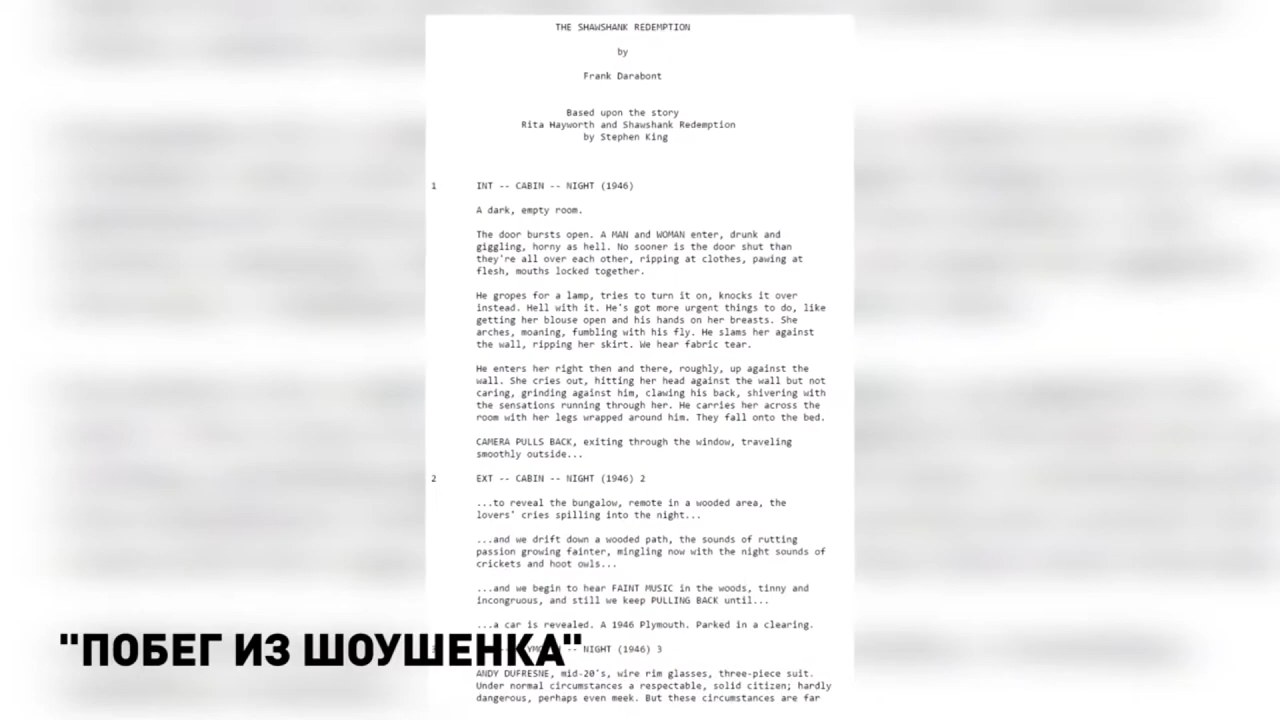 THE SHAWSHANK REDEMPTION
by
Frank Darabont
Based upon the story
Rita Hayworth and Shawshank Redemption
by Stephen King
1 INT -- CABIN -- NIGHT (1946)
A dark, empty room.
The door bursts open. A MAN and WOMAN enter, drunk and
giggling, horny as hell. No sooner is the door shut than
they're all over each other, ripping at clothes, pawing at
flesh, mouths locked together.
He gropes for a lamp, tries to turn it on, knocks it over
instead. Hell with it. He's got more urgent things to do, like
getting her blouse open and his hands on her breasts. She
arches, moaning, fumbling with his fly. He slams her against
the wall, ripping her skirt. We hear fabric tear.
He enters her right then and there, roughly, up against the
wall. She cries out, hitting her head against the wall but not
caring, grinding against him, clawing his back, shivering with
the sensations running through her. He carries her across the
room with her legs wrapped around him. They fall onto the bed.
CAMERA PULLS BACK, exiting through the window, traveling
smoothly outside...
2 EXT -- CABIN -- NIGHT (1946) 2
...to reveal the bungalow, remote in a wooded area, the
lovers' cries spilling into the night...
...and we drift down a wooded path, the sounds of rutting
passion growing fainter, mingling now with the night sounds of
crickets and hoot owls...
...and we begin to hear FAINT MUSIC in the woods, tinny and
incongruous, and still we keep PULLING BACK until...
...a car is revealed. A 1946 Plymouth. Parked in a clearing.
-- NIGHT (1946) 3
"ПОБЕГ ИЗ ШОУШЕНКА"
ANDY DUFRESNE, mid-20's, wire rim glasses, three-piece suit.
Under normal circumstances a respectable, solid citizen; hardly
dangerous, perhaps even meek. But these circumstances are far